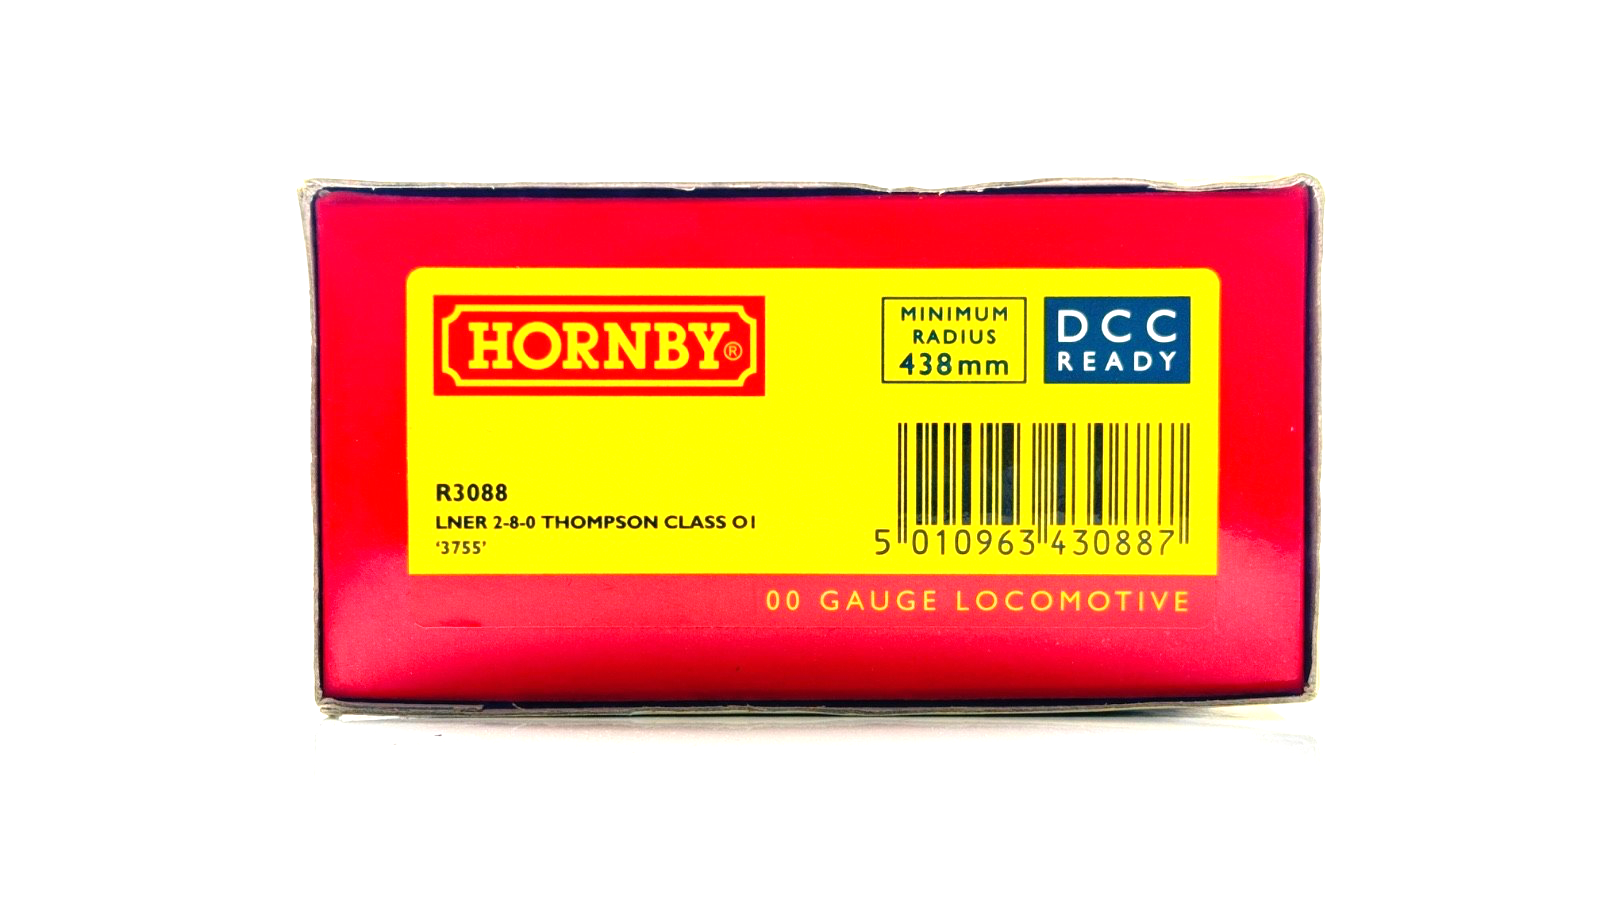 HORNBY®
MINIMUM
RADIUS
438mm
DCC
READY
R3088
LNER 2-8-0 THOMPSON CLASS O1
‘3755’
5 010963 430887
00 GAUGE LOCOMOTIVE